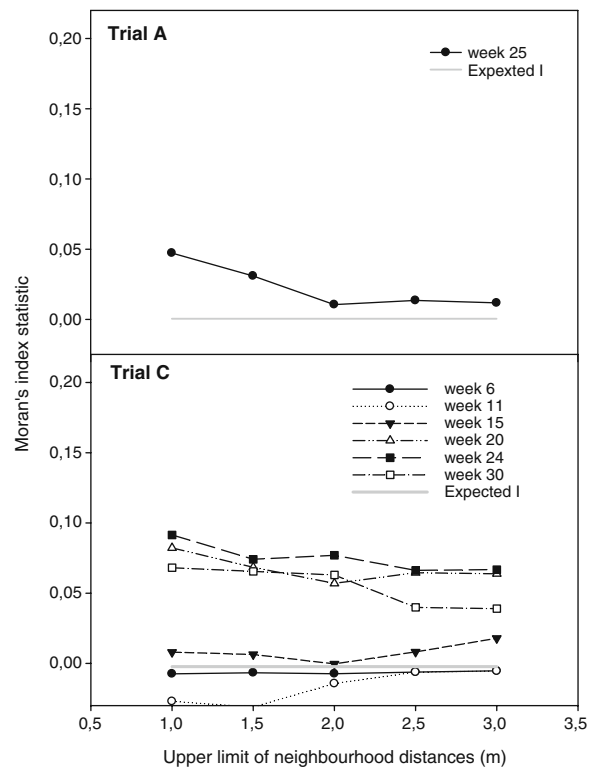 Trial A
week 25
Expexted I
0,20
0,15
0,10
0,05
0,00
Moran's index statistic
Trial C
week 6
week 11
week 15
week 20
week 24
week 30
Expected I
0,20
0,15
0,10
0,05
0,00
0,5 1,0 1,5 2,0 2,5 3,0 3,5
Upper limit of neighbourhood distances (m)